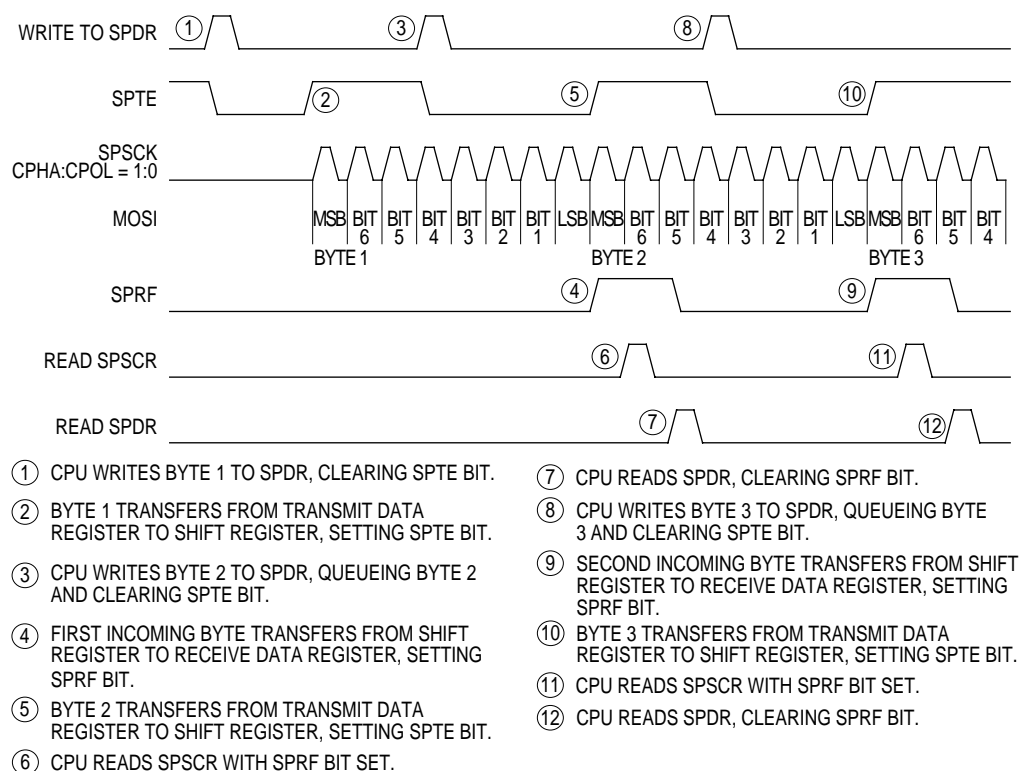 WRITE TO SPDR
① ③ ⑧
SPTE
② ⑤ ⑩
SPSCK
CPHA:CPOL = 1:0
MOSI
MSB BIT 6 BIT 5 BIT 4 BIT 3 BIT 2 BIT 1 LSB MSB BIT 6 BIT 5 BIT 4 BIT 3 BIT 2 BIT 1 LSB MSB BIT 6 BIT 5 BIT 4
BYTE 1 BYTE 2 BYTE 3
SPRF
④ ⑨
READ SPSCR
⑥ ⑪
READ SPDR
⑦ ⑫
① CPU WRITES BYTE 1 TO SPDR, CLEARING SPTE BIT.
② BYTE 1 TRANSFERS FROM TRANSMIT DATA
REGISTER TO SHIFT REGISTER, SETTING SPTE BIT.
③ CPU WRITES BYTE 2 TO SPDR, QUEUEING BYTE 2
AND CLEARING SPTE BIT.
④ FIRST INCOMING BYTE TRANSFERS FROM SHIFT
REGISTER TO RECEIVE DATA REGISTER, SETTING
SPRF BIT.
⑤ BYTE 2 TRANSFERS FROM TRANSMIT DATA
REGISTER TO SHIFT REGISTER, SETTING SPTE BIT.
⑥ CPU READS SPSCR WITH SPRF BIT SET.
⑦ CPU READS SPDR, CLEARING SPRF BIT.
⑧ CPU WRITES BYTE 3 TO SPDR, QUEUEING BYTE
3 AND CLEARING SPTE BIT.
⑨ SECOND INCOMING BYTE TRANSFERS FROM SHIFT
REGISTER TO RECEIVE DATA REGISTER, SETTING
SPRF BIT.
⑩ BYTE 3 TRANSFERS FROM TRANSMIT DATA
REGISTER TO SHIFT REGISTER, SETTING SPTE BIT.
⑪ CPU READS SPSCR WITH SPRF BIT SET.
⑫ CPU READS SPDR, CLEARING SPRF BIT.